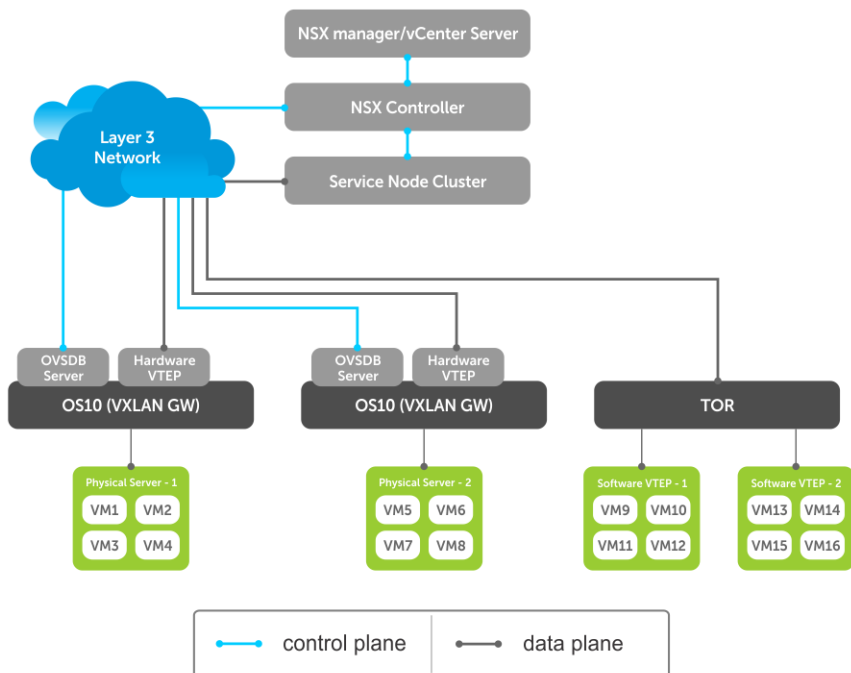 NSX manager/vCenter Server
NSX Controller
Layer 3
Network
Service Node Cluster
OVSDB
Server
Hardware
VTEP
OVSDB
Server
Hardware
VTEP
OS10 (VXLAN GW)
OS10 (VXLAN GW)
TOR
Physical Server - 1
VM1 VM2
VM3 VM4
Physical Server - 2
VM5 VM6
VM7 VM8
Software VTEP - 1
VM9 VM10
VM11 VM12
Software VTEP - 2
VM13 VM14
VM15 VM16
control plane
data plane